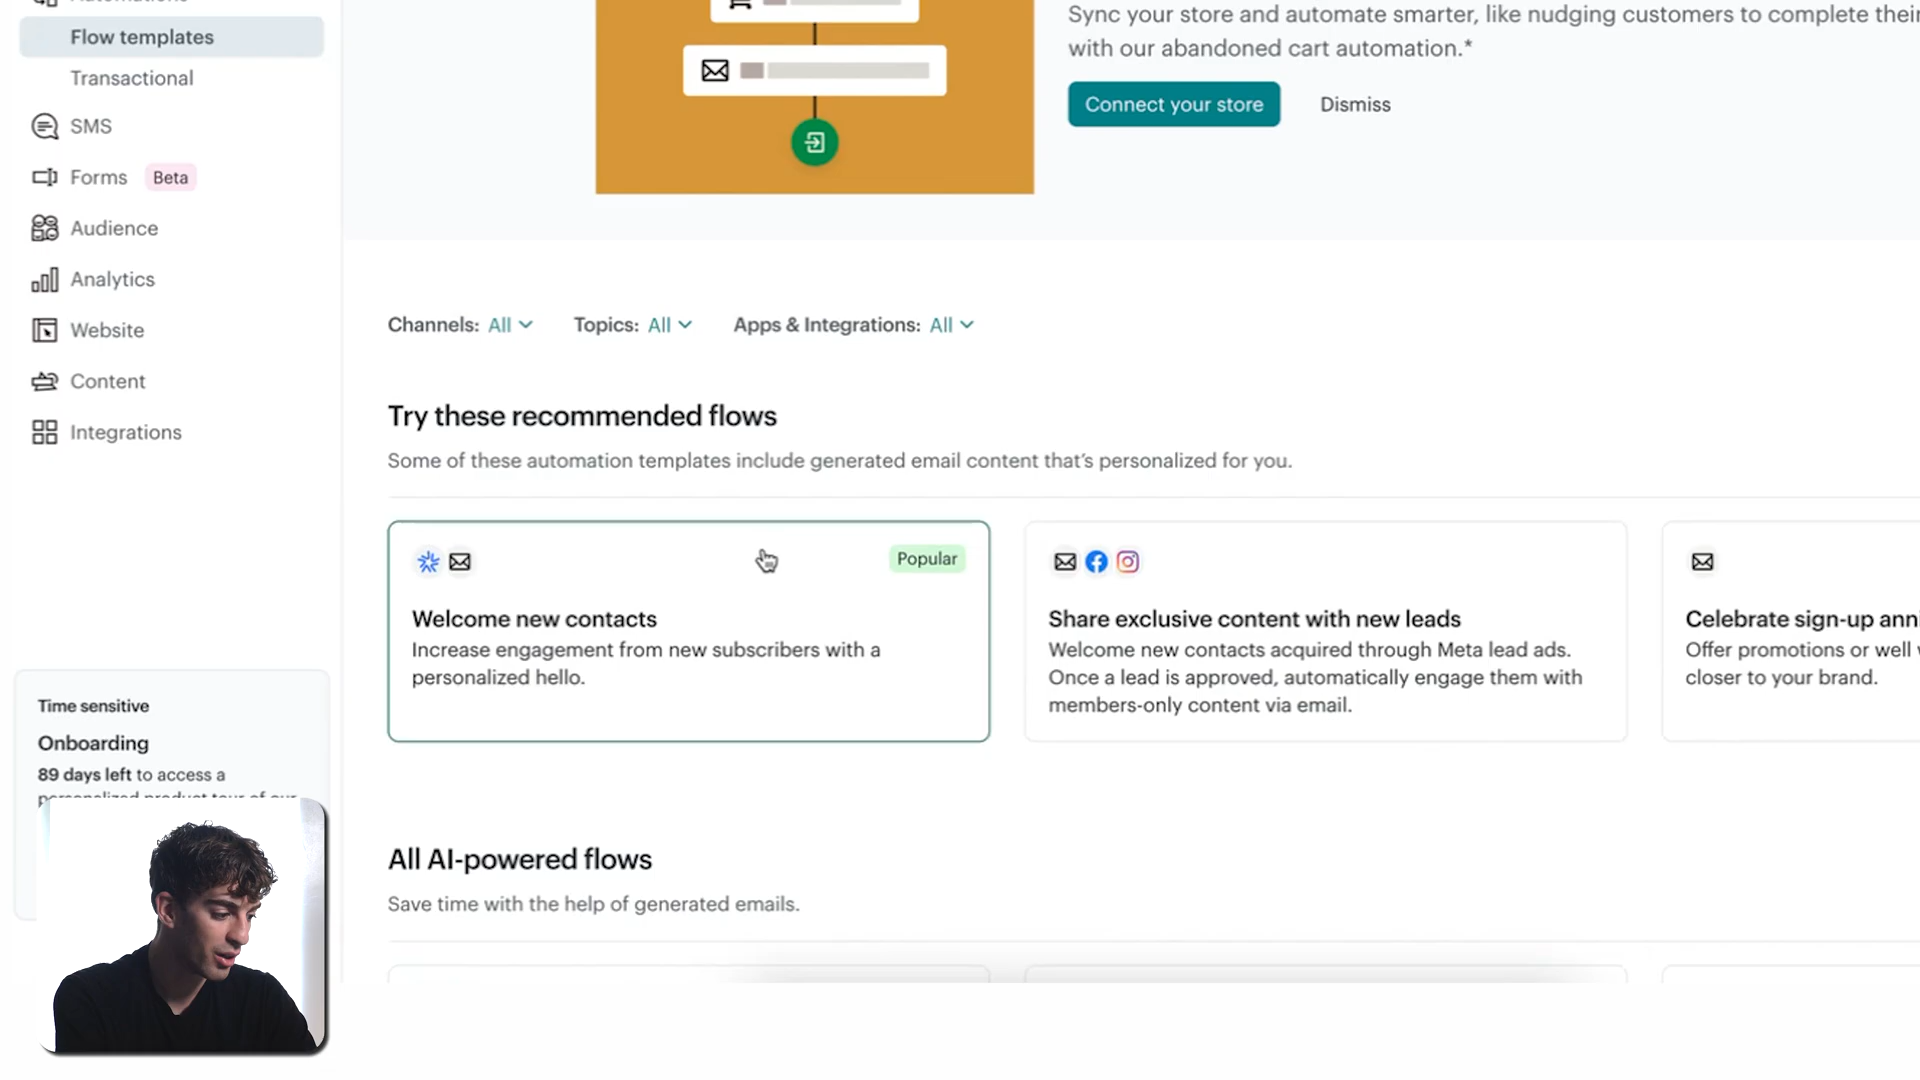 Flow templates
Transactional
SMS
Forms Beta
Audience
Analytics
Website
Content
Integrations
Time sensitive
Onboarding
89 days left to access a
Sync your store and automate smarter, like nudging customers to complete their
with our abandoned cart automation.*
Connect your store Dismiss
Channels: All Topics: All Apps & Integrations: All
Try these recommended flows
Some of these automation templates include generated email content that's personalized for you.
Popular
Welcome new contacts
Increase engagement from new subscribers with a
personalized hello.
Share exclusive content with new leads
Welcome new contacts acquired through Meta lead ads.
Once a lead is approved, automatically engage them with
members-only content via email.
Celebrate sign-up
Offer promotions or well
closer to your brand.
All AI-powered flows
Save time with the help of generated emails.